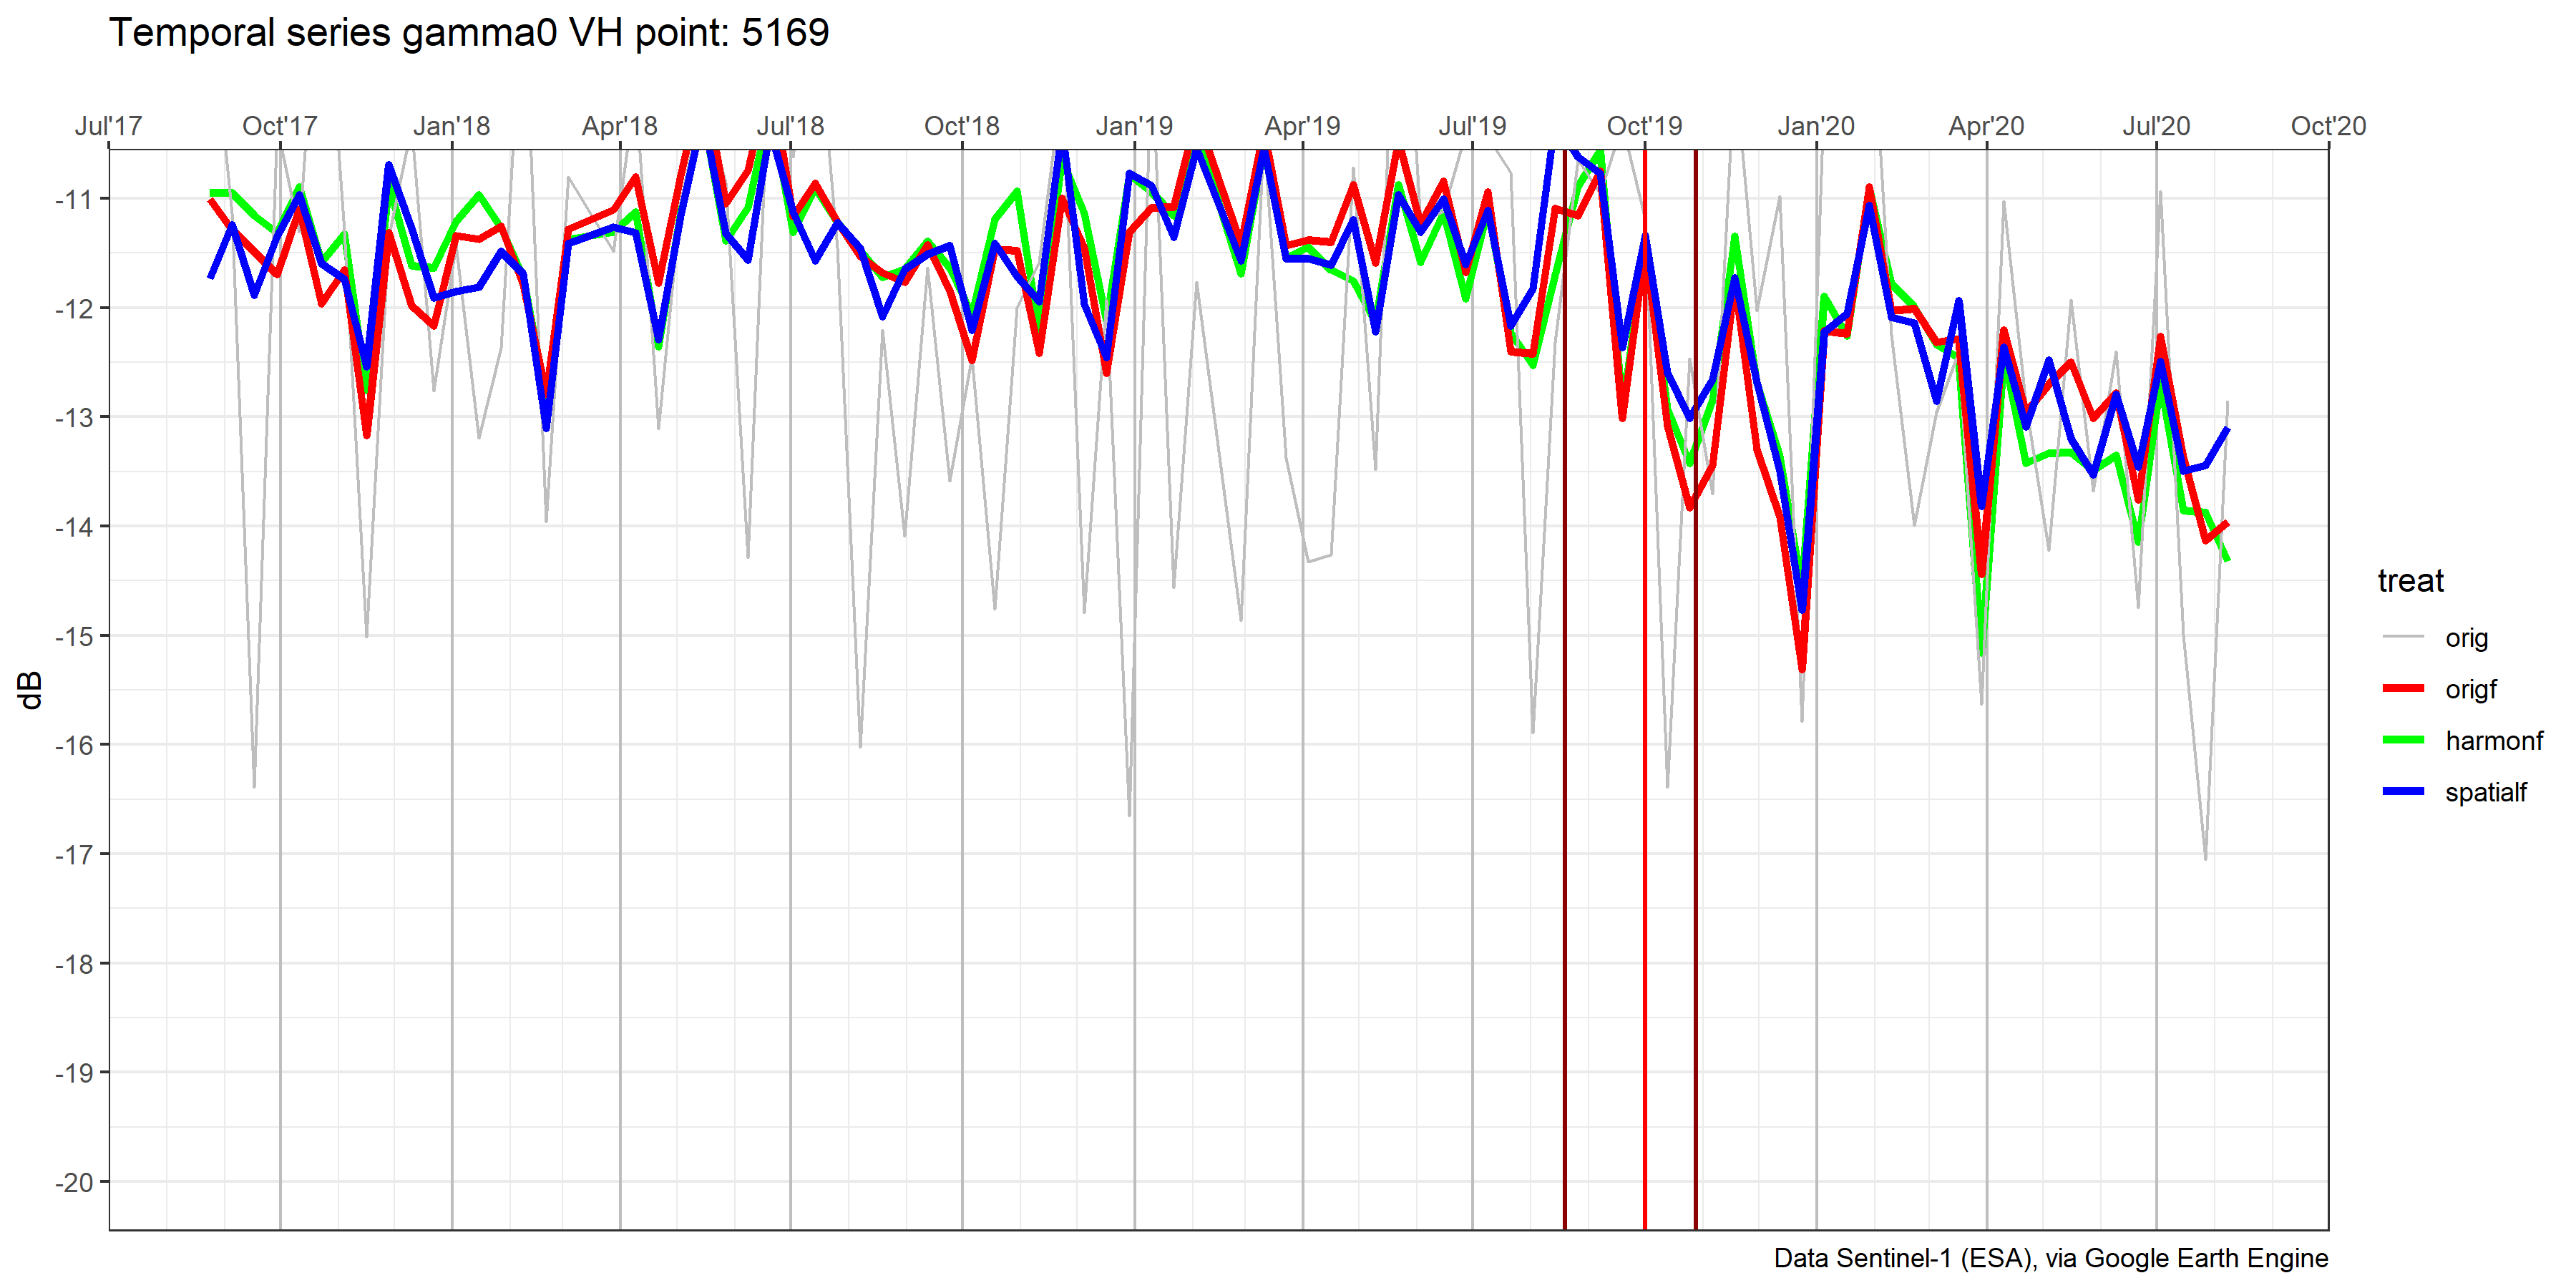 Temporal series gamma0 VH point: 5169
Jul'17 Oct'17 Jan'18 Apr'18 Jul'18 Oct'18 Jan'19 Apr'19 Jul'19 Oct'19 Jan'20 Apr'20 Jul'20 Oct'20
-11
-12
-13
-14
-15
-16
-17
-18
-19
-20
dB
treat
orig
origf
harmonf
spatialf
Data Sentinel-1 (ESA), via Google Earth Engine